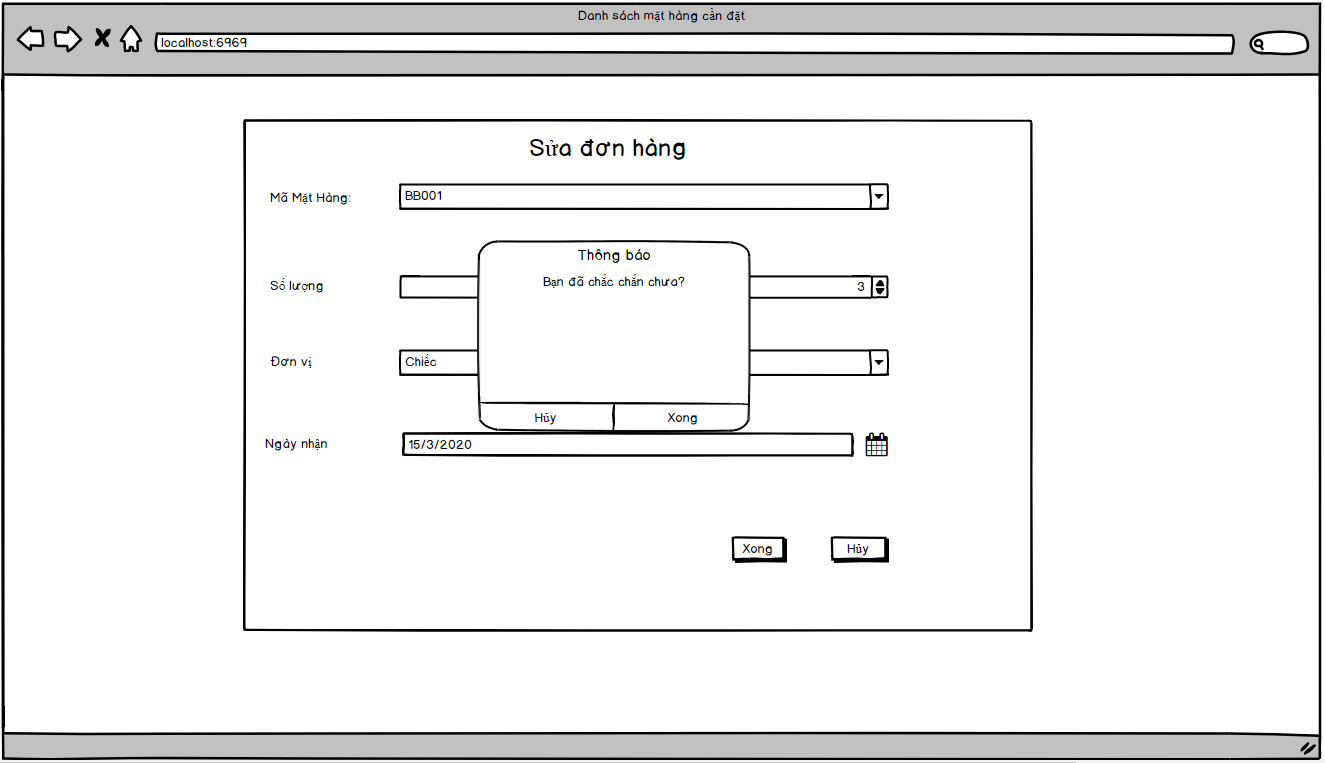 Danh sách mặt hàng cần đặt
localhost:6969
Sửa đơn hàng
Mã Mặt Hàng:
BB001
Thông báo
Bạn đã chắc chắn chưa?
Số lượng
3
Đơn vị
Chiếc
Hủy
Xong
Ngày nhận
15/3/2020
Xong
Hủy